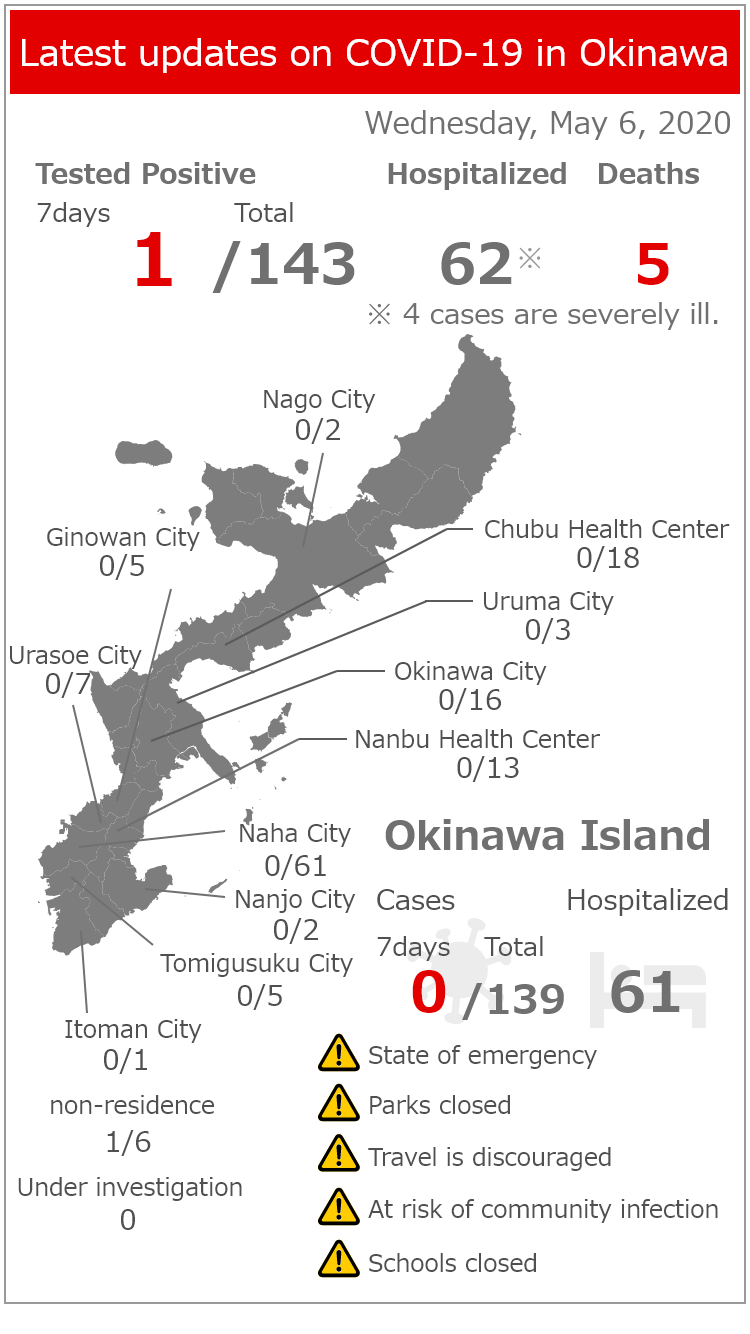 Latest updates on COVID-19 in Okinawa
Wednesday, May 6, 2020
Tested Positive Hospitalized Deaths
7days Total
1 /143 62※ 5
※ 4 cases are severely ill.
Nago City
0/2
Ginowan City
0/5
Chubu Health Center
0/18
Uruma City
0/3
Urasoe City
0/7
Okinawa City
0/16
Nanbu Health Center
0/13
Naha City
0/61
Nanjo City
0/2
Tomigusuku City
0/5
Itoman City
0/1
non-residence
1/6
Under investigation
0
Okinawa Island
Cases Hospitalized
7days Total
0 /139 61
State of emergency
Parks closed
Travel is discouraged
At risk of community infection
Schools closed